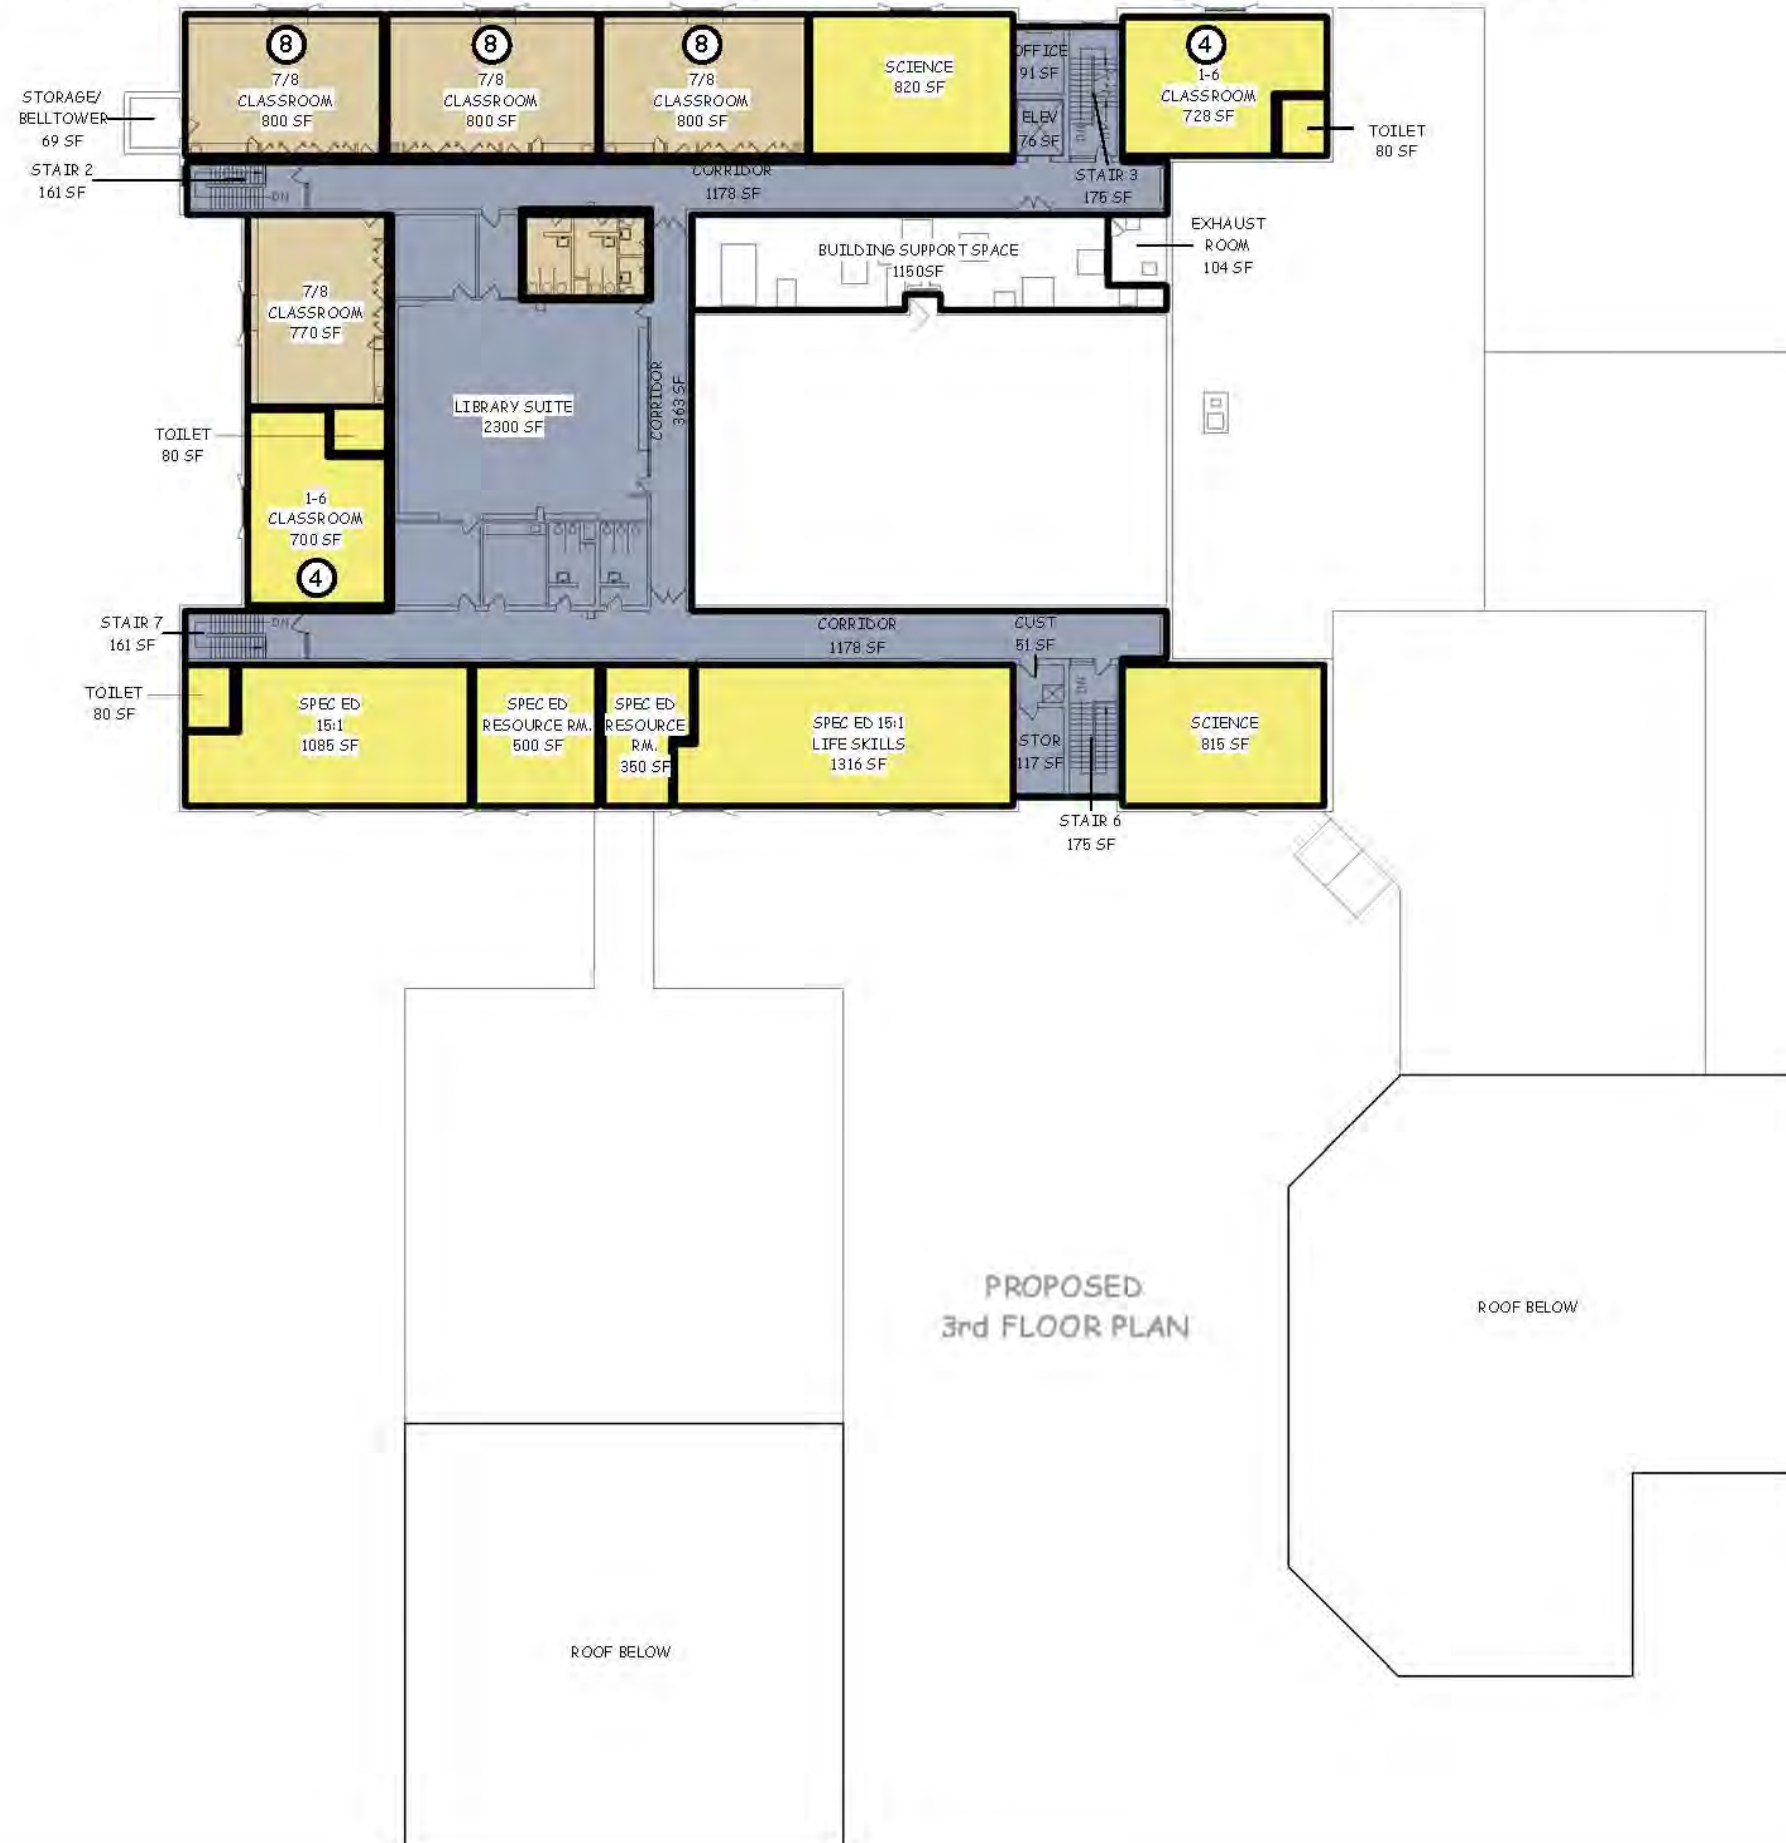 8
7/8
CLASSROOM
800 SF
8
7/8
CLASSROOM
800 SF
8
7/8
CLASSROOM
800 SF
SCIENCE
820 SF
OFFICE
91 SF
ELEV
76 SF
DN
4
1-6
CLASSROOM
728 SF
TOILET
80 SF
STORAGE/
BELLTOWER
69 SF
STAIR 2
161 SF
DN
CORRIDOR
1178 SF
STAIR 3
175 SF
EXHAUST
ROOM
104 SF
BUILDING SUPPORT SPACE
1150SF
7/8
CLASSROOM
770 SF
LIBRARY SUITE
2300 SF
CORRIDOR
363 SF
TOILET
80 SF
1-6
CLASSROOM
700 SF
4
STAIR 7
161 SF
DN
CORRIDOR
1178 SF
CUST
51 SF
TOILET
80 SF
SPEC ED
15:1
1085 SF
SPEC ED
RESOURCE RM.
500 SF
SPEC ED
RESOURCE
RM.
350 SF
SPEC ED 15:1
LIFE SKILLS
1316 SF
STOR
117 SF
DN
SCIENCE
815 SF
STAIR 6
175 SF
PROPOSED
3rd FLOOR PLAN
ROOF BELOW
ROOF BELOW